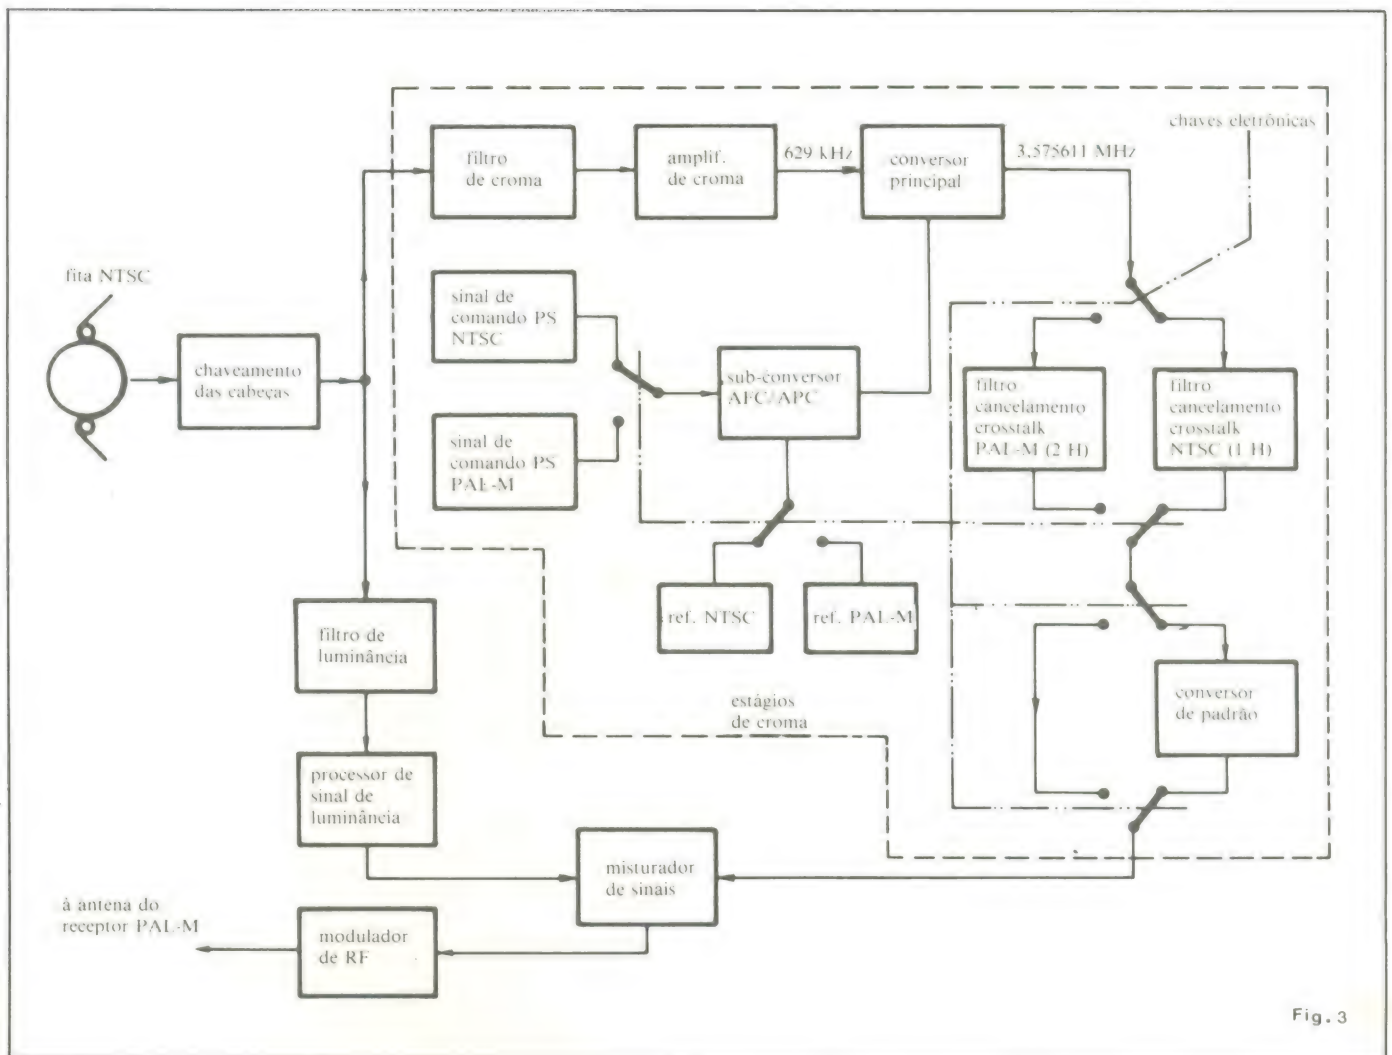 chaves eletrônicas
filtro
de croma
amplif.
de croma
629 kHz
conversor
principal
3,575611 MHz
fita NTSC
chaveamento
das cabeças
sinal de
comando PS
NTSC
sinal de
comando PS
PAL-M
sub-conversor
AFC/APC
filtro
cancelamento
crosstalk
PAL-M (2 H)
filtro
cancelamento
crosstalk
NTSC (1 H)
ref. NTSC
ref. PAL-M
filtro de
luminância
estágios
de croma
conversor
de padrão
processor de
sinal de
luminância
misturador
de sinais
à antena do
receptor PAL-M
modulador
de RF
Fig. 3